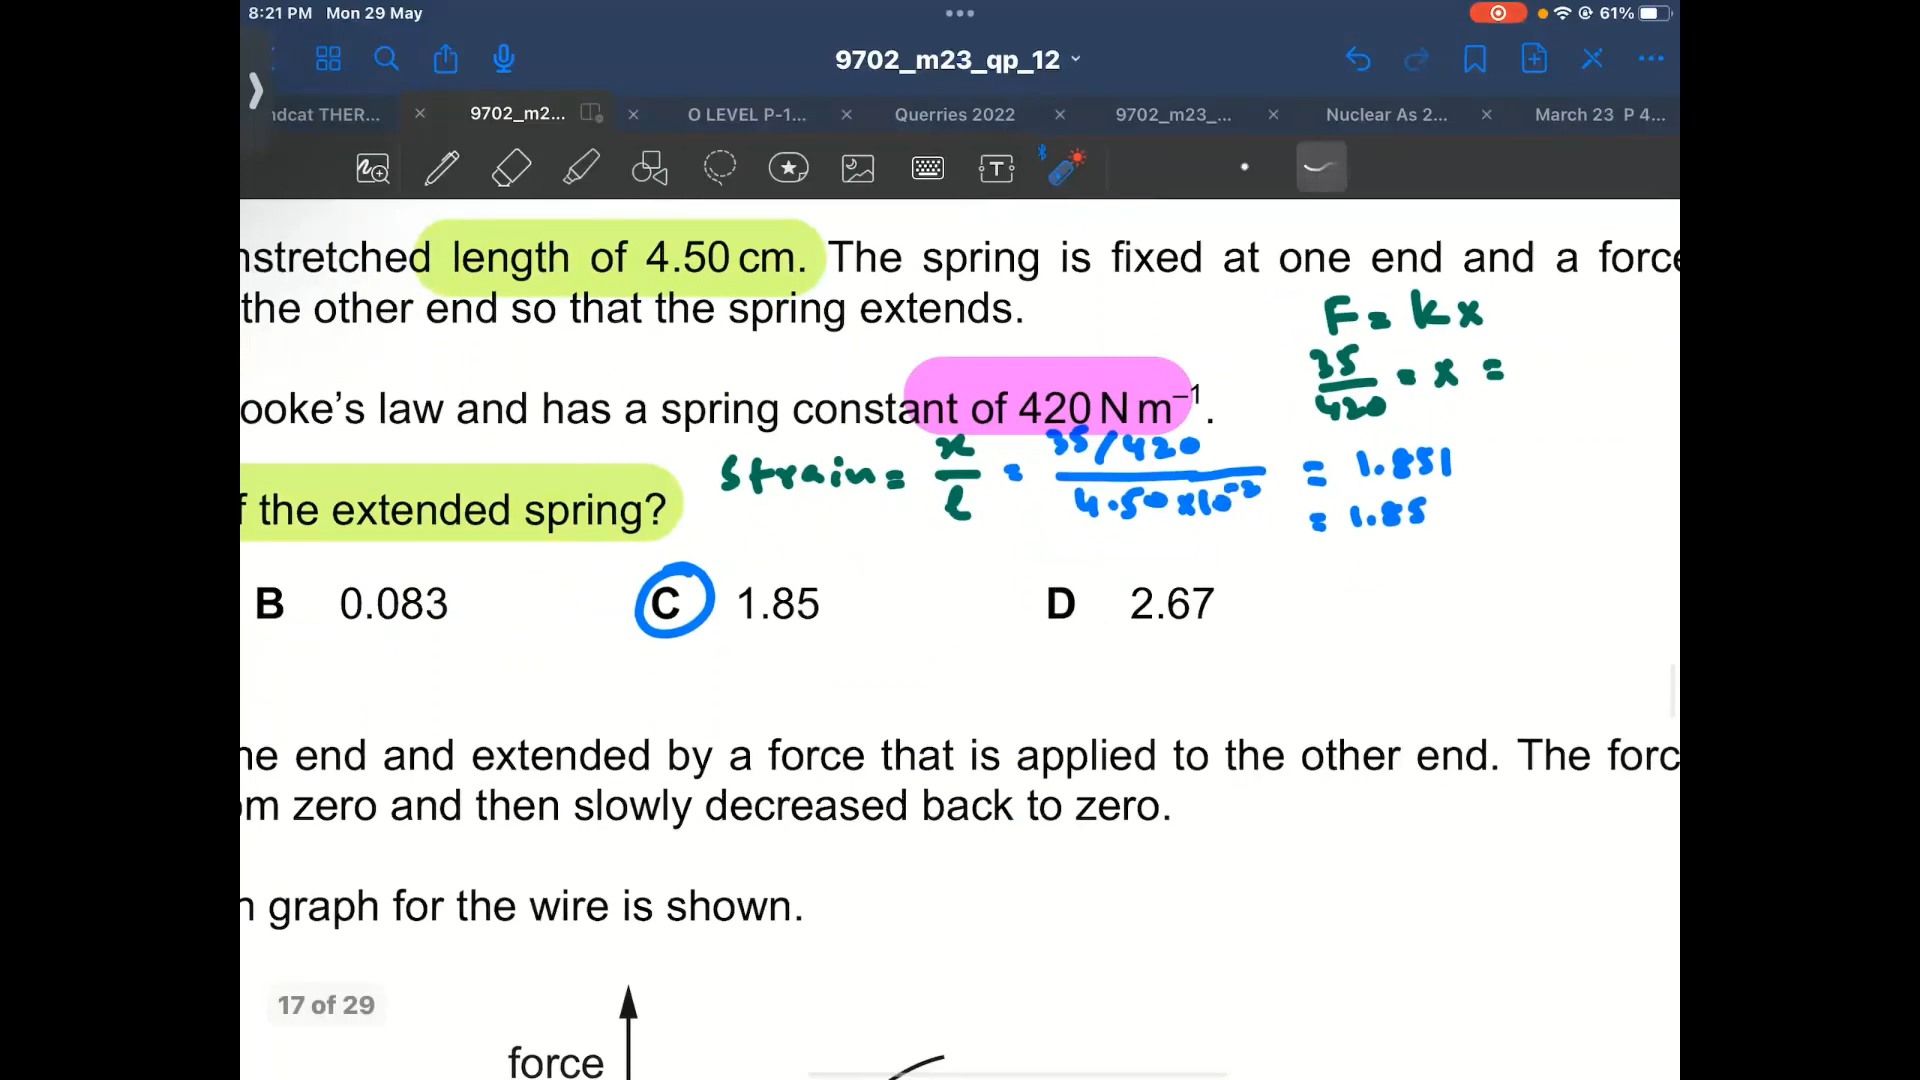 8:21 PM Mon 29 May
61%
9702_m23_qp_12
ndcat THER...
9702_m2...
O LEVEL P-1...
Querries 2022
9702_m23_...
Nuclear As 2...
March 23 P 4...
nstretched length of 4.50 cm. The spring is fixed at one end and a force
the other end so that the spring extends.
F = kx
35/420 = x =
ooke's law and has a spring constant of 420 N m⁻¹.
Strain = x/l = 35/420 / 4.50 x10⁻² = 1.851
= 1.85
f the extended spring?
B 0.083 C 1.85 D 2.67
ne end and extended by a force that is applied to the other end. The forc
om zero and then slowly decreased back to zero.
n graph for the wire is shown.
17 of 29
force